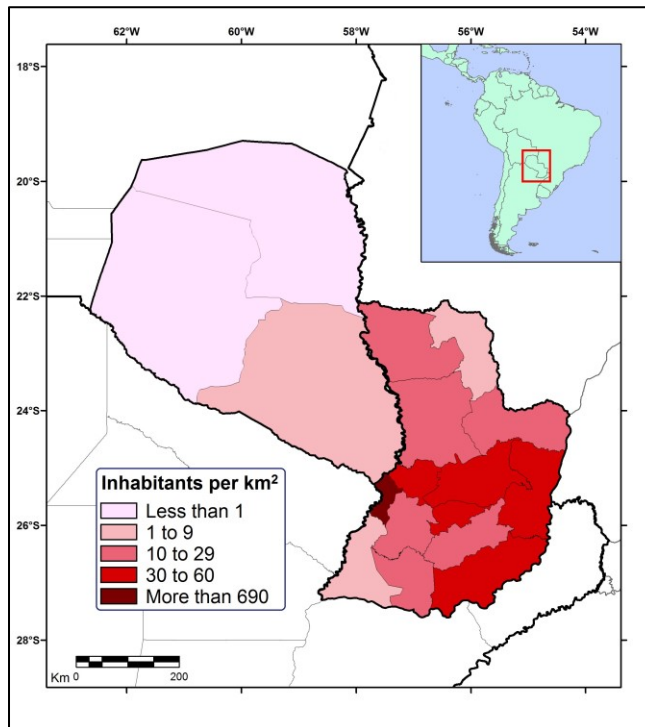 62°W 60°W 58°W 56°W 54°W
18°S
20°S
22°S
24°S
26°S
28°S
Inhabitants per km²
Less than 1
1 to 9
10 to 29
30 to 60
More than 690
Km 0 200